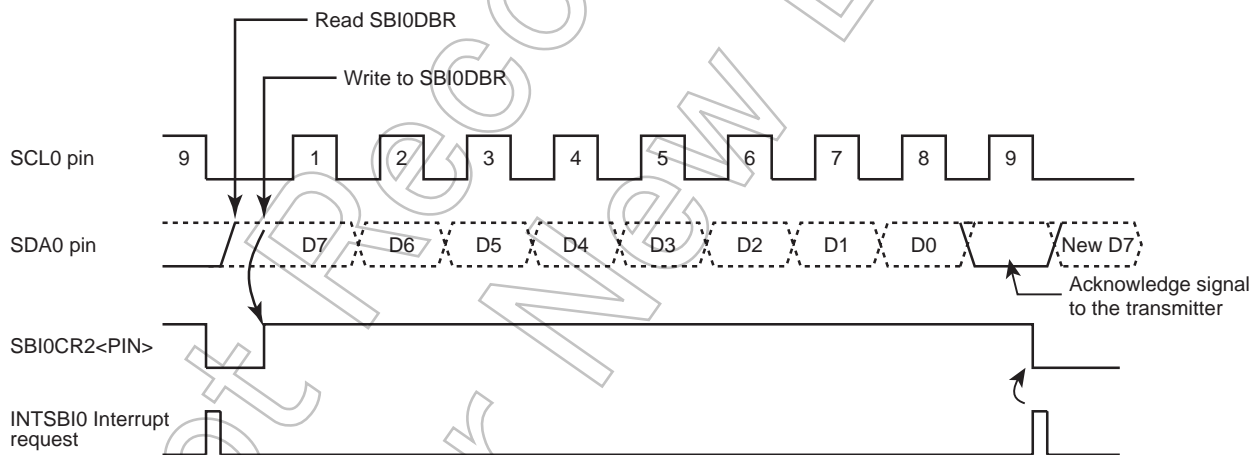 Read SBI0DBR
Write to SBI0DBR
SCL0 pin
9 1 2 3 4 5 6 7 8 9
SDA0 pin
D7 D6 D5 D4 D3 D2 D1 D0 New D7
Acknowledge signal
to the transmitter
SBI0CR2<PIN>
INTSBI0 Interrupt
request